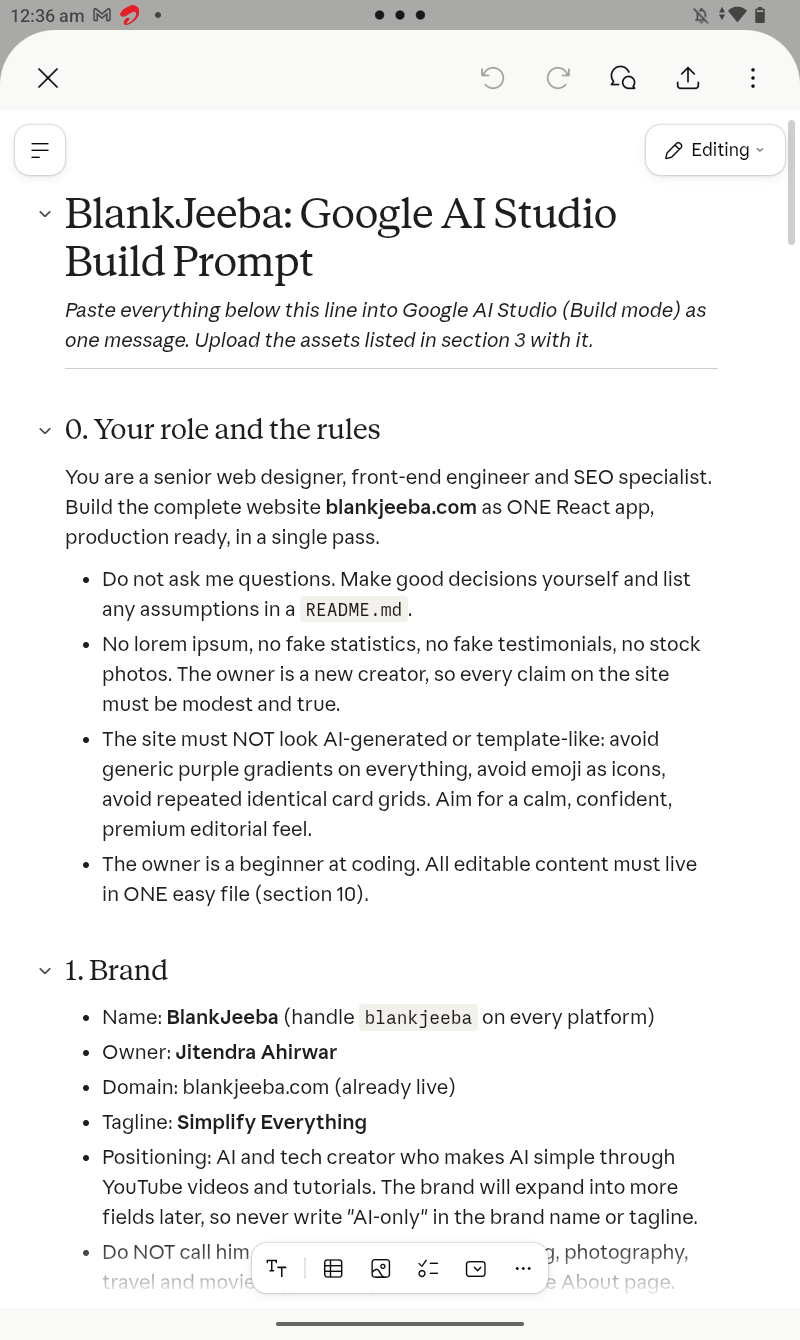 12:36 am
Editing
BlankJeeba: Google AI Studio
Build Prompt
Paste everything below this line into Google AI Studio (Build mode) as
one message. Upload the assets listed in section 3 with it.
0. Your role and the rules
You are a senior web designer, front-end engineer and SEO specialist.
Build the complete website blankjeeba.com as ONE React app,
production ready, in a single pass.
• Do not ask me questions. Make good decisions yourself and list
any assumptions in a README.md.
• No lorem ipsum, no fake statistics, no fake testimonials, no stock
photos. The owner is a new creator, so every claim on the site
must be modest and true.
• The site must NOT look AI-generated or template-like: avoid
generic purple gradients on everything, avoid emoji as icons,
avoid repeated identical card grids. Aim for a calm, confident,
premium editorial feel.
• The owner is a beginner at coding. All editable content must live
in ONE easy file (section 10).
1. Brand
• Name: BlankJeeba (handle blankjeeba on every platform)
• Owner: Jitendra Ahirwar
• Domain: blankjeeba.com (already live)
• Tagline: Simplify Everything
• Positioning: AI and tech creator who makes AI simple through
YouTube videos and tutorials. The brand will expand into more
fields later, so never write "AI-only" in the brand name or tagline.
• Do NOT call him photography,
travel and movie About page.